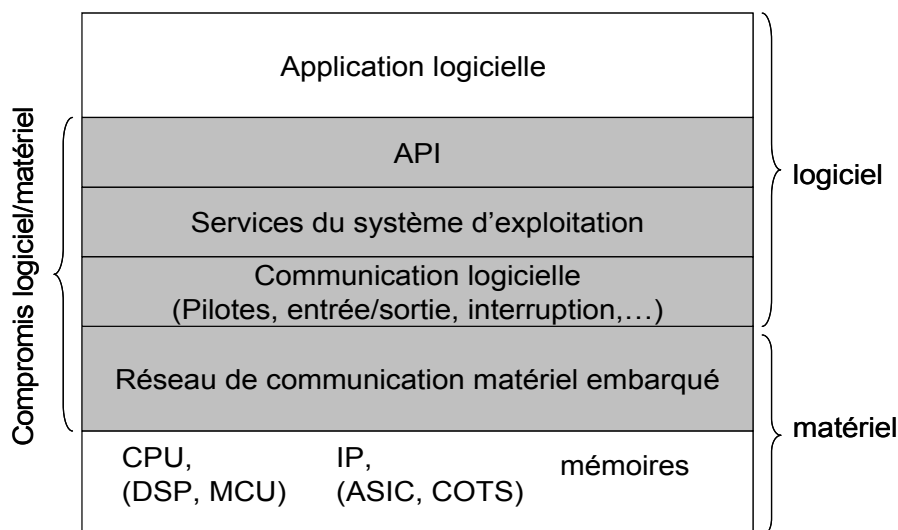 Application logicielle
API
Services du système d'exploitation
Communication logicielle
(Pilotes, entrée/sortie, interruption,…)
Réseau de communication matériel embarqué
CPU,
(DSP, MCU)
IP,
(ASIC, COTS)
mémoires
Compromis logiciel/matériel
logiciel
matériel